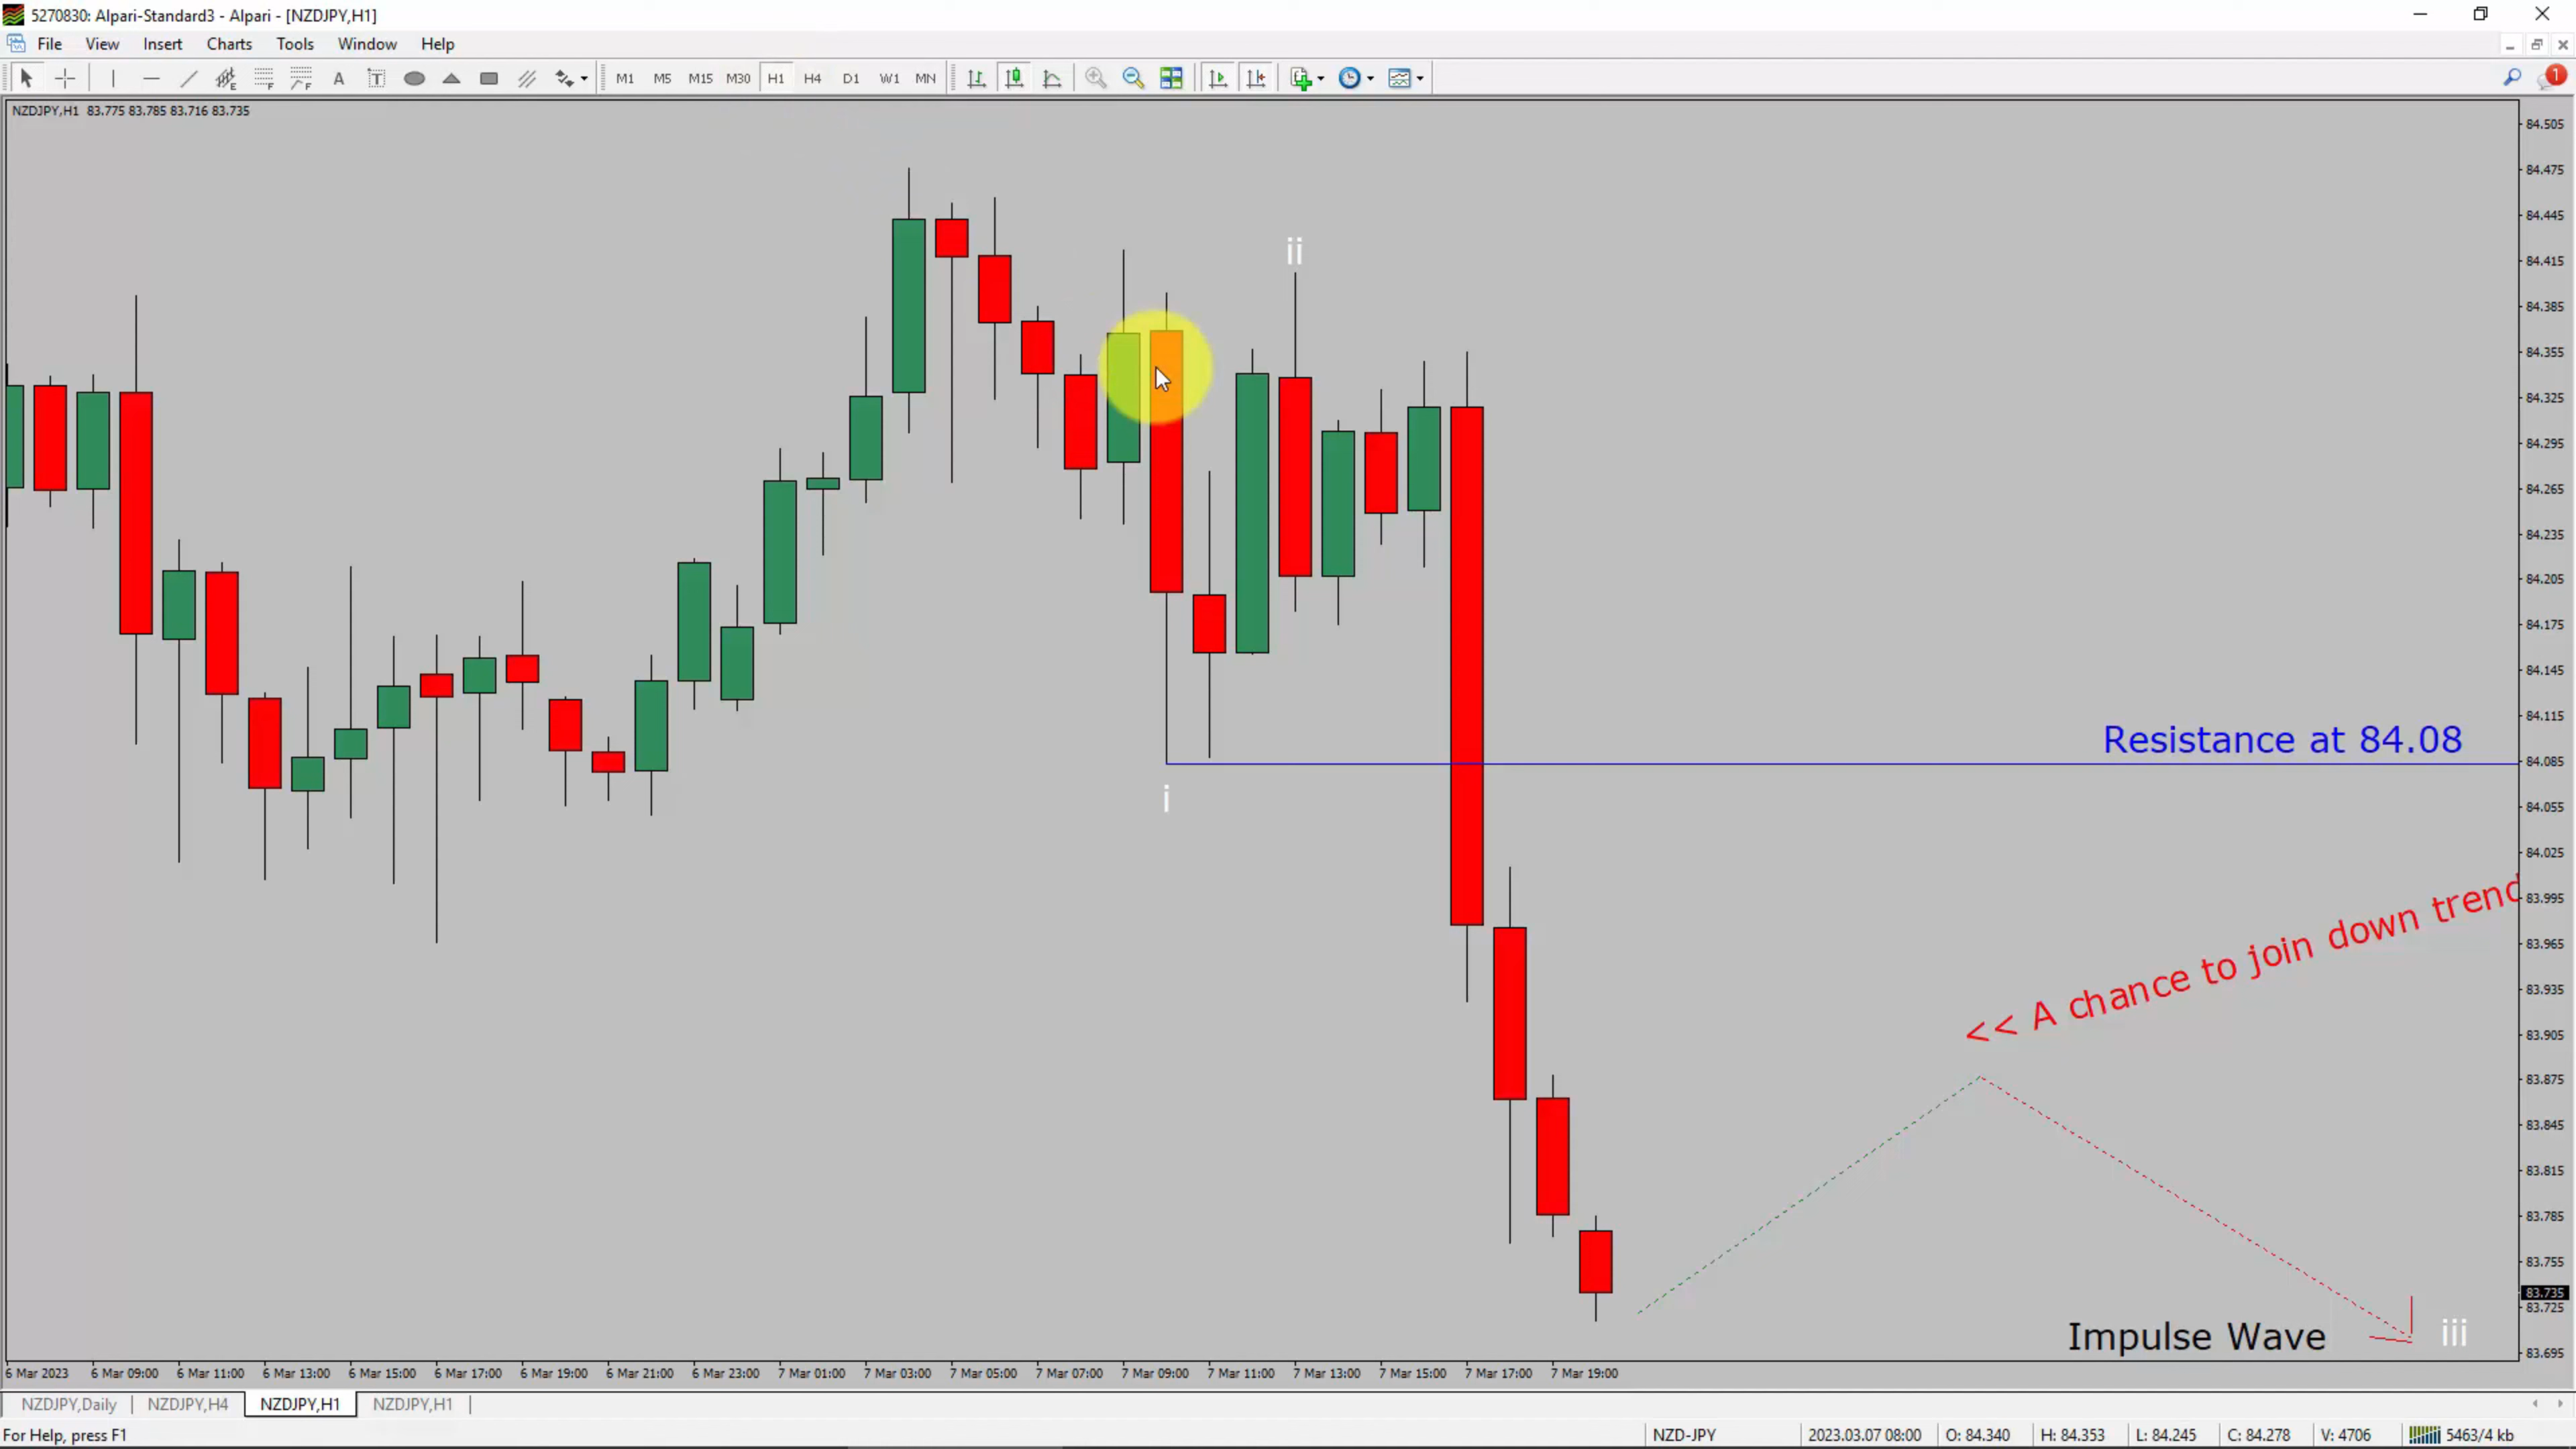 5270830: Alpari-Standard3 - Alpari - [NZDJPY,H1]
File View Insert Charts Tools Window Help
A T M1 M5 M15 M30 H1 H4 D1 W1 MN 1
NZDJPY,H1 83.775 83.785 83.716 83.735
84.505
84.475
84.445
ii
84.415
84.385
84.355
84.325
84.295
84.265
84.235
84.205
84.175
84.145
84.115
Resistance at 84.08
84.085
i
84.055
84.025
83.995
<< A chance to join down trend
83.965
83.935
83.905
83.875
83.845
83.815
83.785
83.755
83.735
83.725
Impulse Wave iii
83.695
6 Mar 2023 6 Mar 09:00 6 Mar 11:00 6 Mar 13:00 6 Mar 15:00 6 Mar 17:00 6 Mar 19:00 6 Mar 21:00 6 Mar 23:00 7 Mar 01:00 7 Mar 03:00 7 Mar 05:00 7 Mar 07:00 7 Mar 09:00 7 Mar 11:00 7 Mar 13:00 7 Mar 15:00 7 Mar 17:00 7 Mar 19:00
NZDJPY,Daily NZDJPY,H4 NZDJPY,H1 NZDJPY,H1
For Help, press F1 NZD-JPY 2023.03.07 08:00 O: 84.340 H: 84.353 L: 84.245 C: 84.278 V: 4706 5463/4 kb